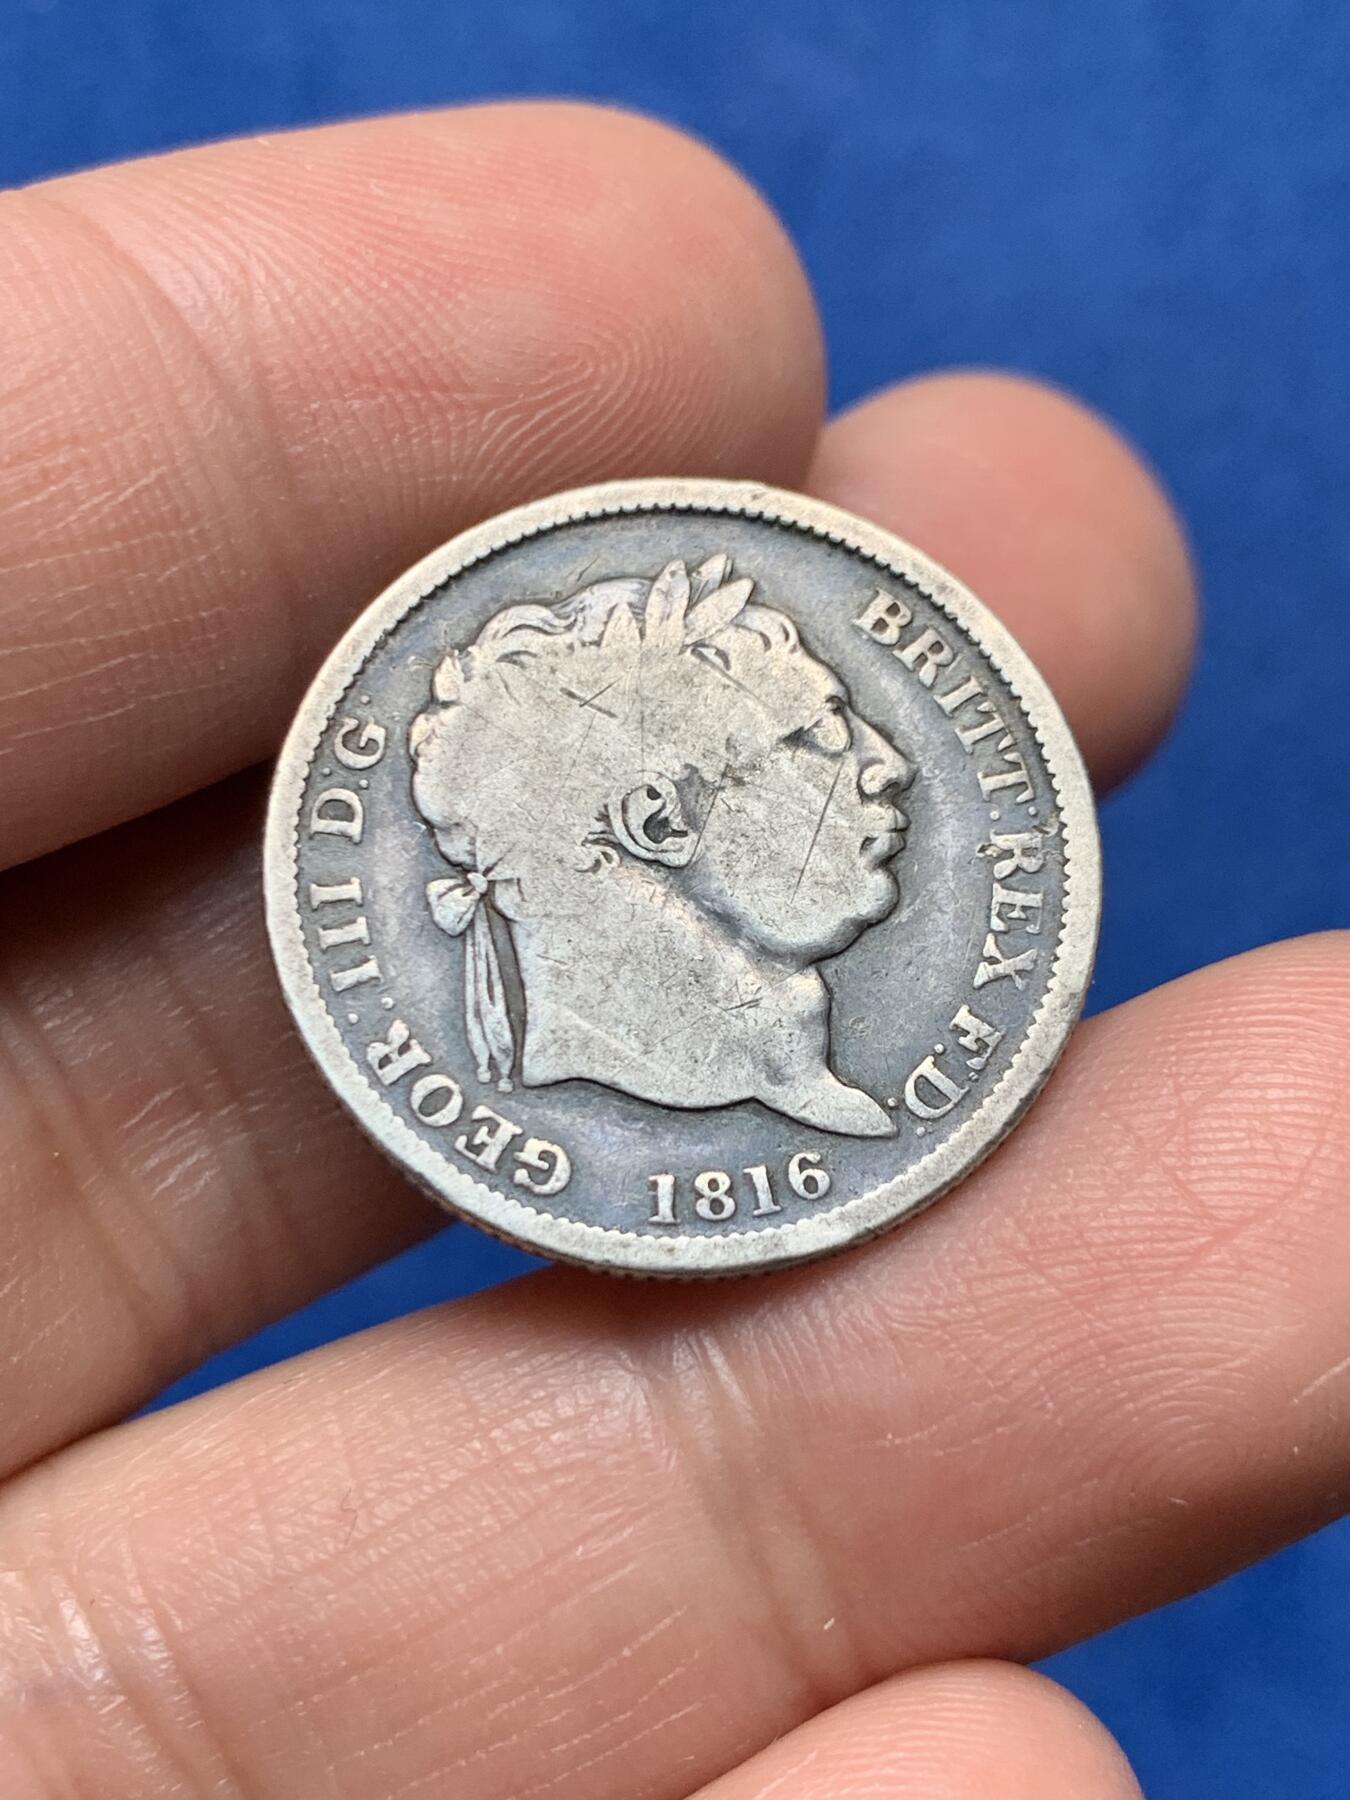 GEOR: III D:G: BRITT: REX F:D:
1816